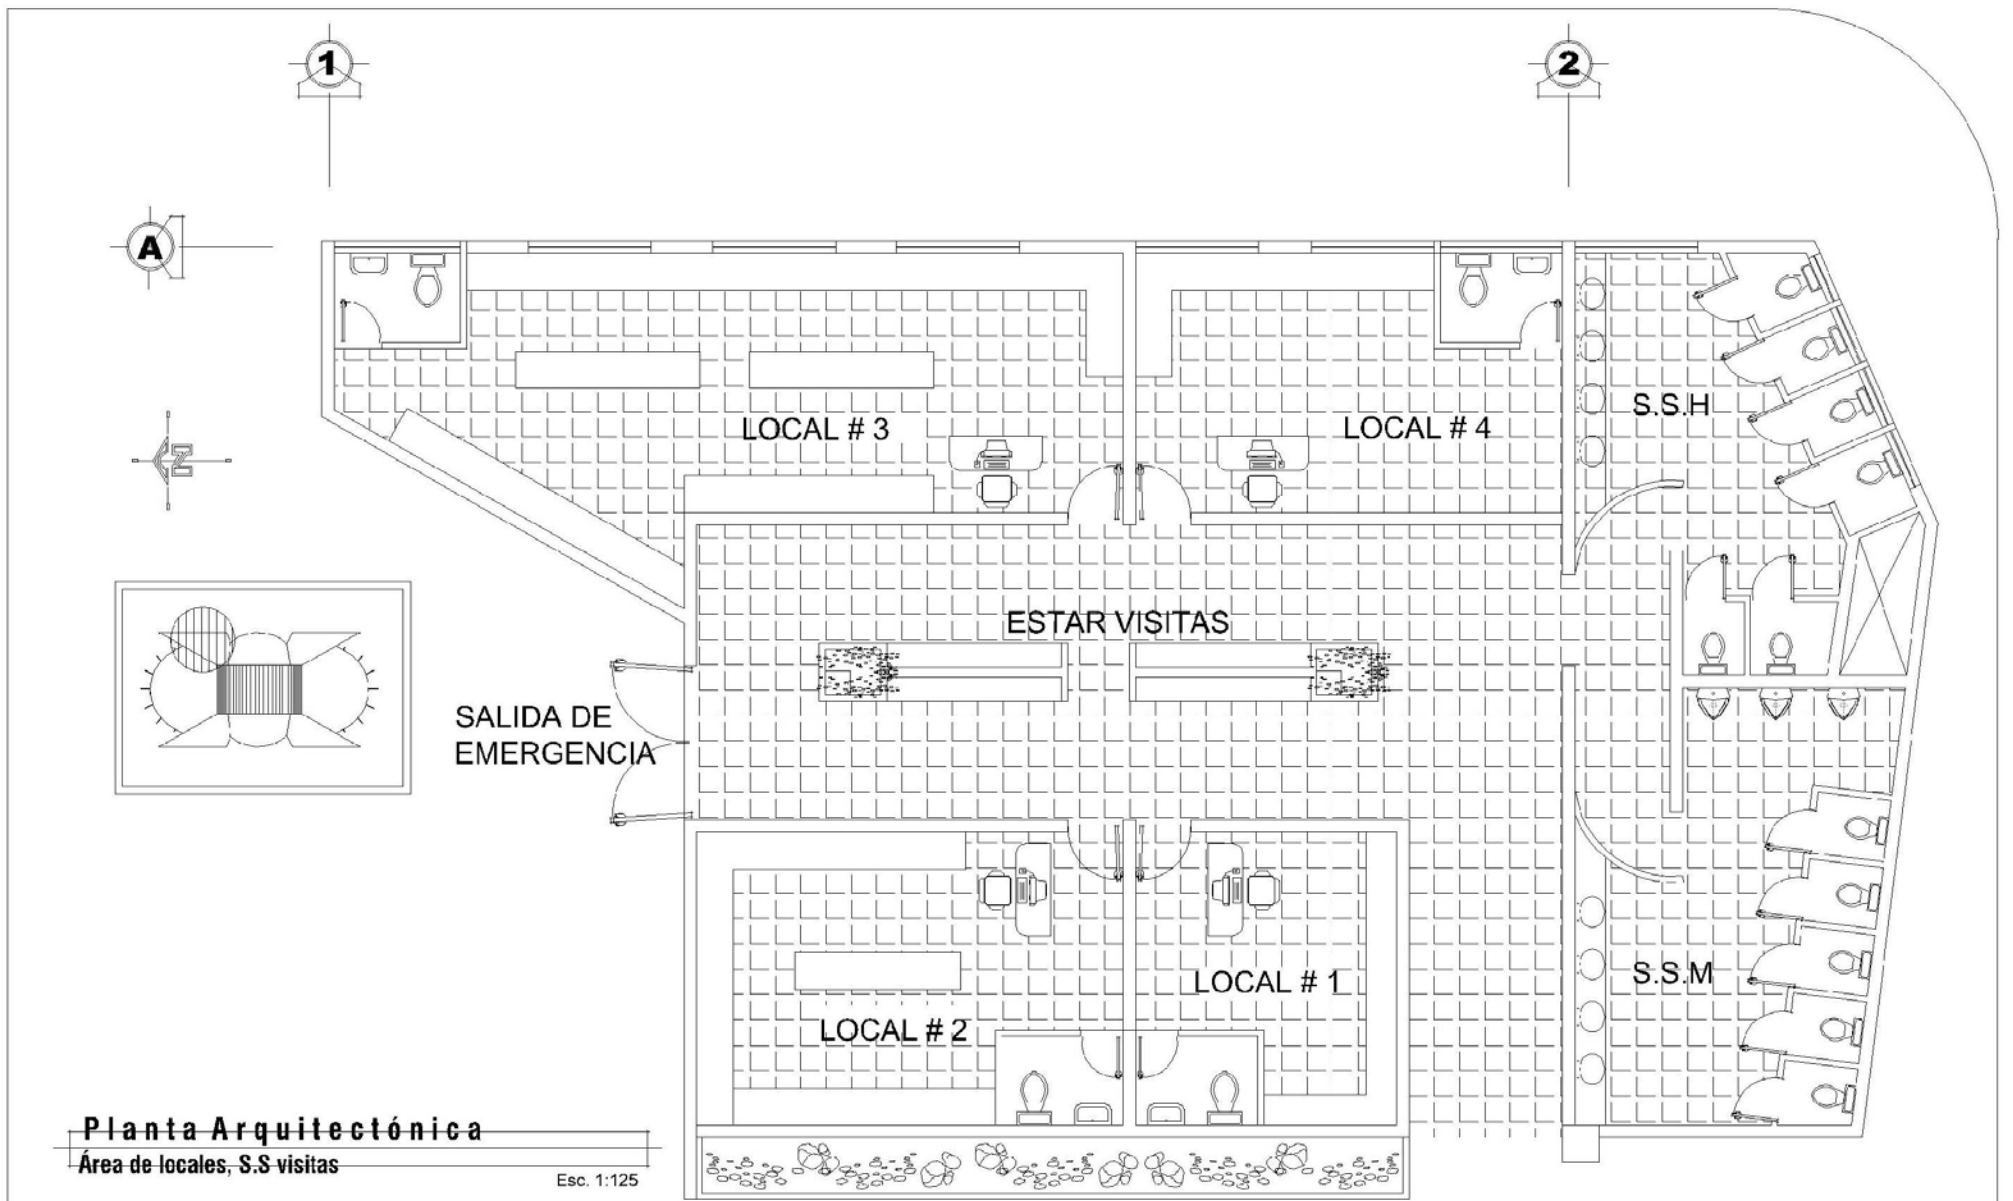 1
2
A
LOCAL # 3
LOCAL # 4
S.S.H
N
ESTAR VISITAS
SALIDA DE
EMERGENCIA
LOCAL # 1
S.S.M
LOCAL # 2
Planta Arquitectónica
Área de locales, S.S visitas
Esc. 1:125